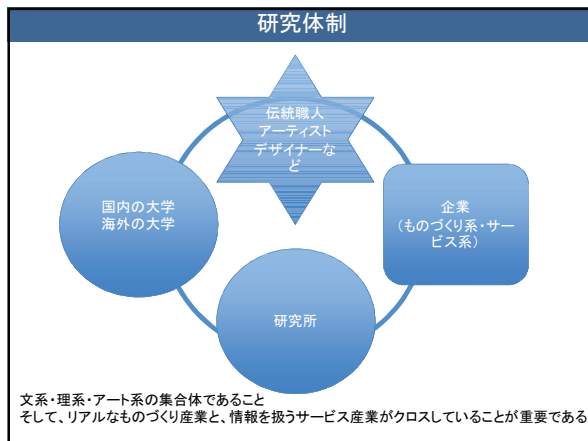 研究体制
伝統職人
アーティスト
デザイナーな
ど
国内の大学
海外の大学
企業
(ものづくり系・サー
ビス系)
研究所
文系・理系・アート系の集合体であること
そして、リアルなものづくり産業と、情報を扱うサービス産業がクロスしていることが重要である